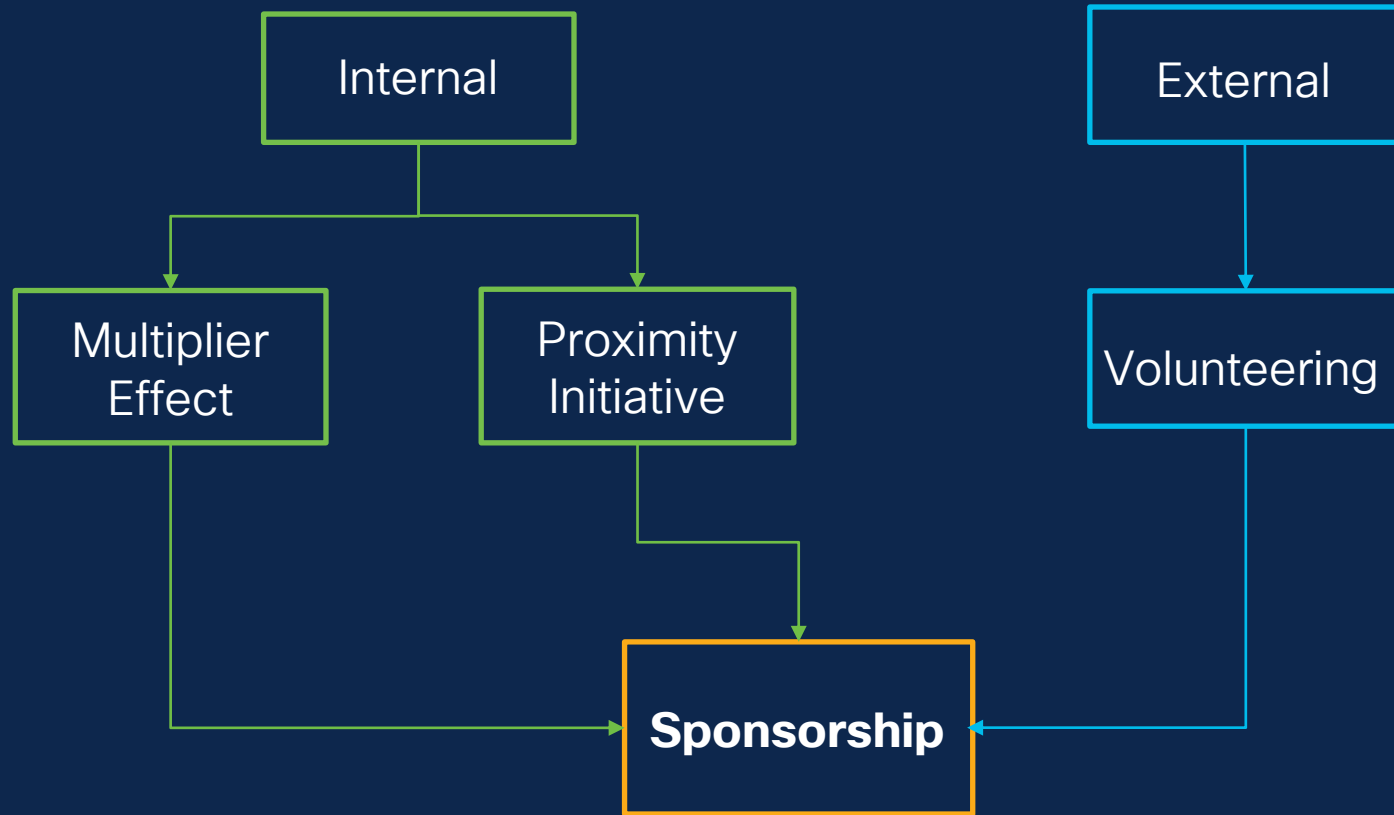 Internal
External
Multiplier
Effect
Proximity
Initiative
Volunteering
Sponsorship